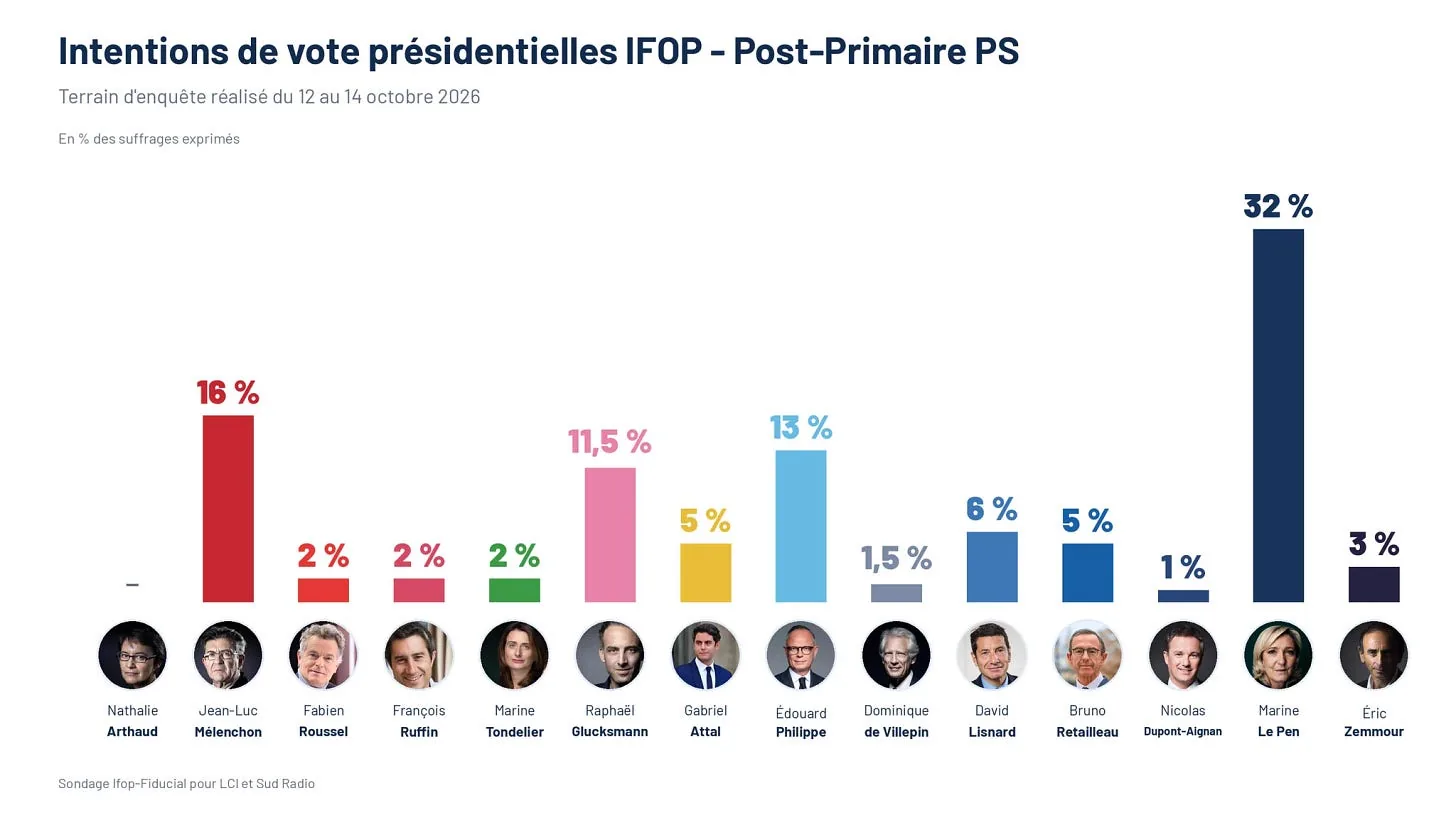 Intentions de vote présidentielles IFOP - Post-Primaire PS
Terrain d'enquête réalisé du 12 au 14 octobre 2026
En % des suffrages exprimés
–
16 %
2 %
2 %
2 %
11,5 %
5 %
13 %
1,5 %
6 %
5 %
1 %
32 %
3 %
Nathalie
Arthaud
Jean-Luc
Mélenchon
Fabien
Roussel
François
Ruffin
Marine
Tondelier
Raphaël
Glucksmann
Gabriel
Attal
Édouard
Philippe
Dominique
de Villepin
David
Lisnard
Bruno
Retailleau
Nicolas
Dupont-Aignan
Marine
Le Pen
Éric
Zemmour
Sondage Ifop-Fiducial pour LCI et Sud Radio